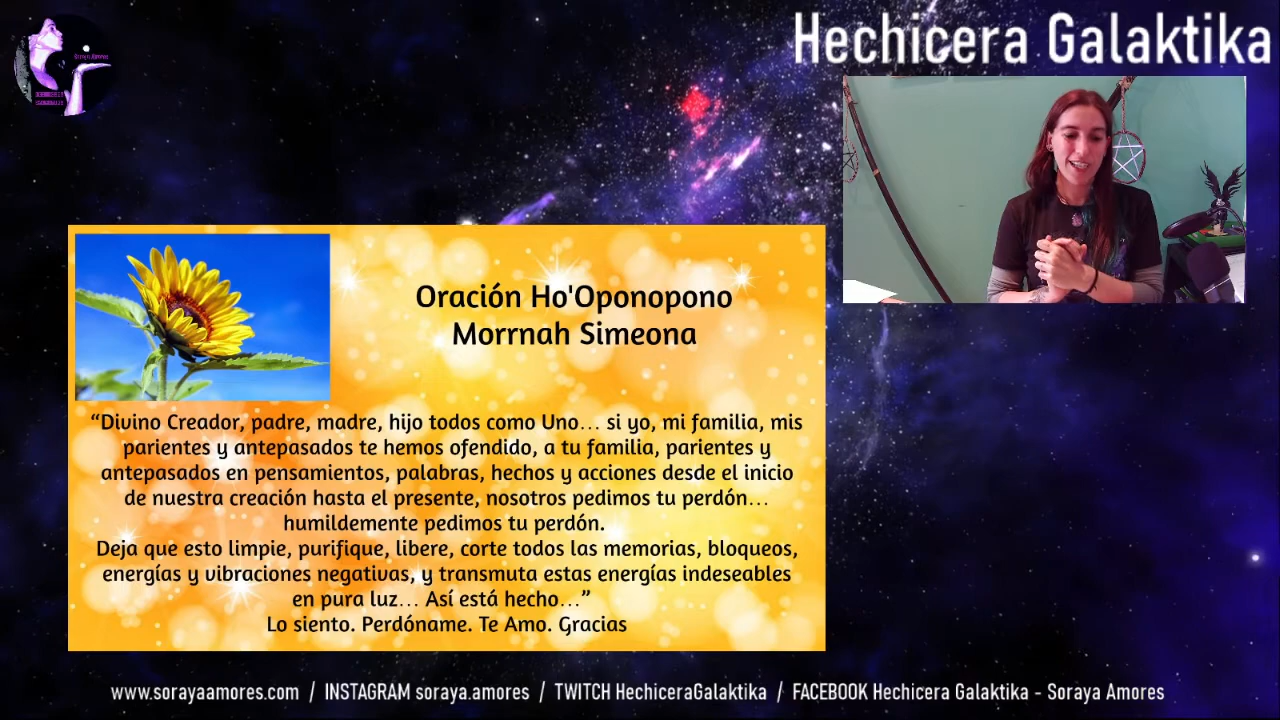 Hechicera Galaktika
Oración Ho'Oponopono
Morrnah Simeona
“Divino Creador, padre, madre, hijo todos como Uno... si yo, mi familia, mis
parientes y antepasados te hemos ofendido, a tu familia, parientes y
antepasados en pensamientos, palabras, hechos y acciones desde el inicio
de nuestra creación hasta el presente, nosotros pedimos tu perdón...
humildemente pedimos tu perdón.
Deja que esto limpie, purifique, libere, corte todos las memorias, bloqueos,
energías y vibraciones negativas, y transmuta estas energías indeseables
en pura luz... Así está hecho...”
Lo siento. Perdóname. Te Amo. Gracias
www.sorayaamores.com / INSTAGRAM soraya.amores / TWITCH HechiceraGalaktika / FACEBOOK Hechicera Galaktika - Soraya Amores